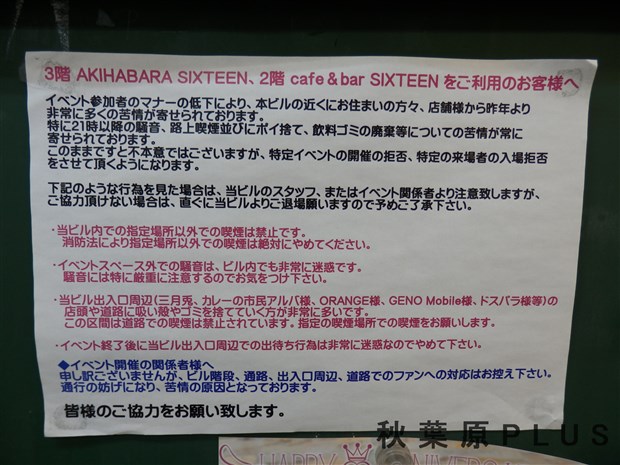 3階 AKIHABARA SIXTEEN、2階 cafe&bar SIXTEEN をご利用のお客様へ
イベント参加者のマナーの低下により、本ビルの近くにお住まいの方々、店舗様から昨年より
非常に多くの苦情が寄せられております。
特に21時以降の騒音、路上喫煙並びにポイ捨て、飲料ゴミの廃棄等についての苦情が常に
寄せられております。
このままですと不本意ではございますが、特定イベントの開催の拒否、特定の来場者の入場拒否
をさせて頂くようになります。
下記のような行為を見た場合は、当ビルのスタッフ、またはイベント関係者より注意致しますが、
ご協力頂けない場合は、直ぐに当ビルよりご退場願いますので予めご了承下さい。
・当ビル内での指定場所以外での喫煙は禁止です。
消防法により指定場所以外での喫煙は絶対にやめてください。
・イベントスペース外での騒音は、ビル内でも非常に迷惑です。
騒音には特に厳重に注意するのでお気をつけ下さい。
・当ビル出入口周辺(三月兎、カレーの市民アルバ様、ORANGE様、GENO Mobile様、ドスパラ様等)の
店頭や道路に吸い殻やゴミを捨てていく方が非常に多いです。
この区間は道路での喫煙は禁止されています。指定の喫煙場所での喫煙をお願いします。
・イベント終了後に当ビル出入口周辺での出待ち行為は非常に迷惑なのでやめて下さい。
◆イベント開催の関係者様へ
申し訳ございませんが、ビル階段、通路、出入口周辺、道路でのファンへの対応はお控え下さい。
通行の妨げになり、苦情の原因となっております。
皆様のご協力をお願い致します。
秋葉原PLUS
HAPPY